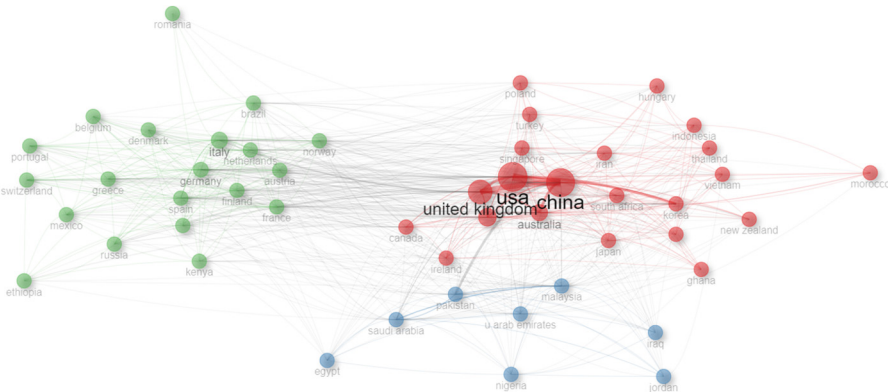 romania
poland
hungary
brazil
belgium
turkey
denmark
indonesia
portugal
italy
netherlands
norway
singapore
iran
thailand
germany
austria
switzerland
greece
vietnam
morocco
finland
spain
usa
china
south africa
united kingdom
france
korea
mexico
australia
new zealand
canada
russia
japan
kenya
ireland
ghana
ethiopia
malaysia
pakistan
saudi arabia
u arab emirates
iraq
egypt
nigeria
jordan